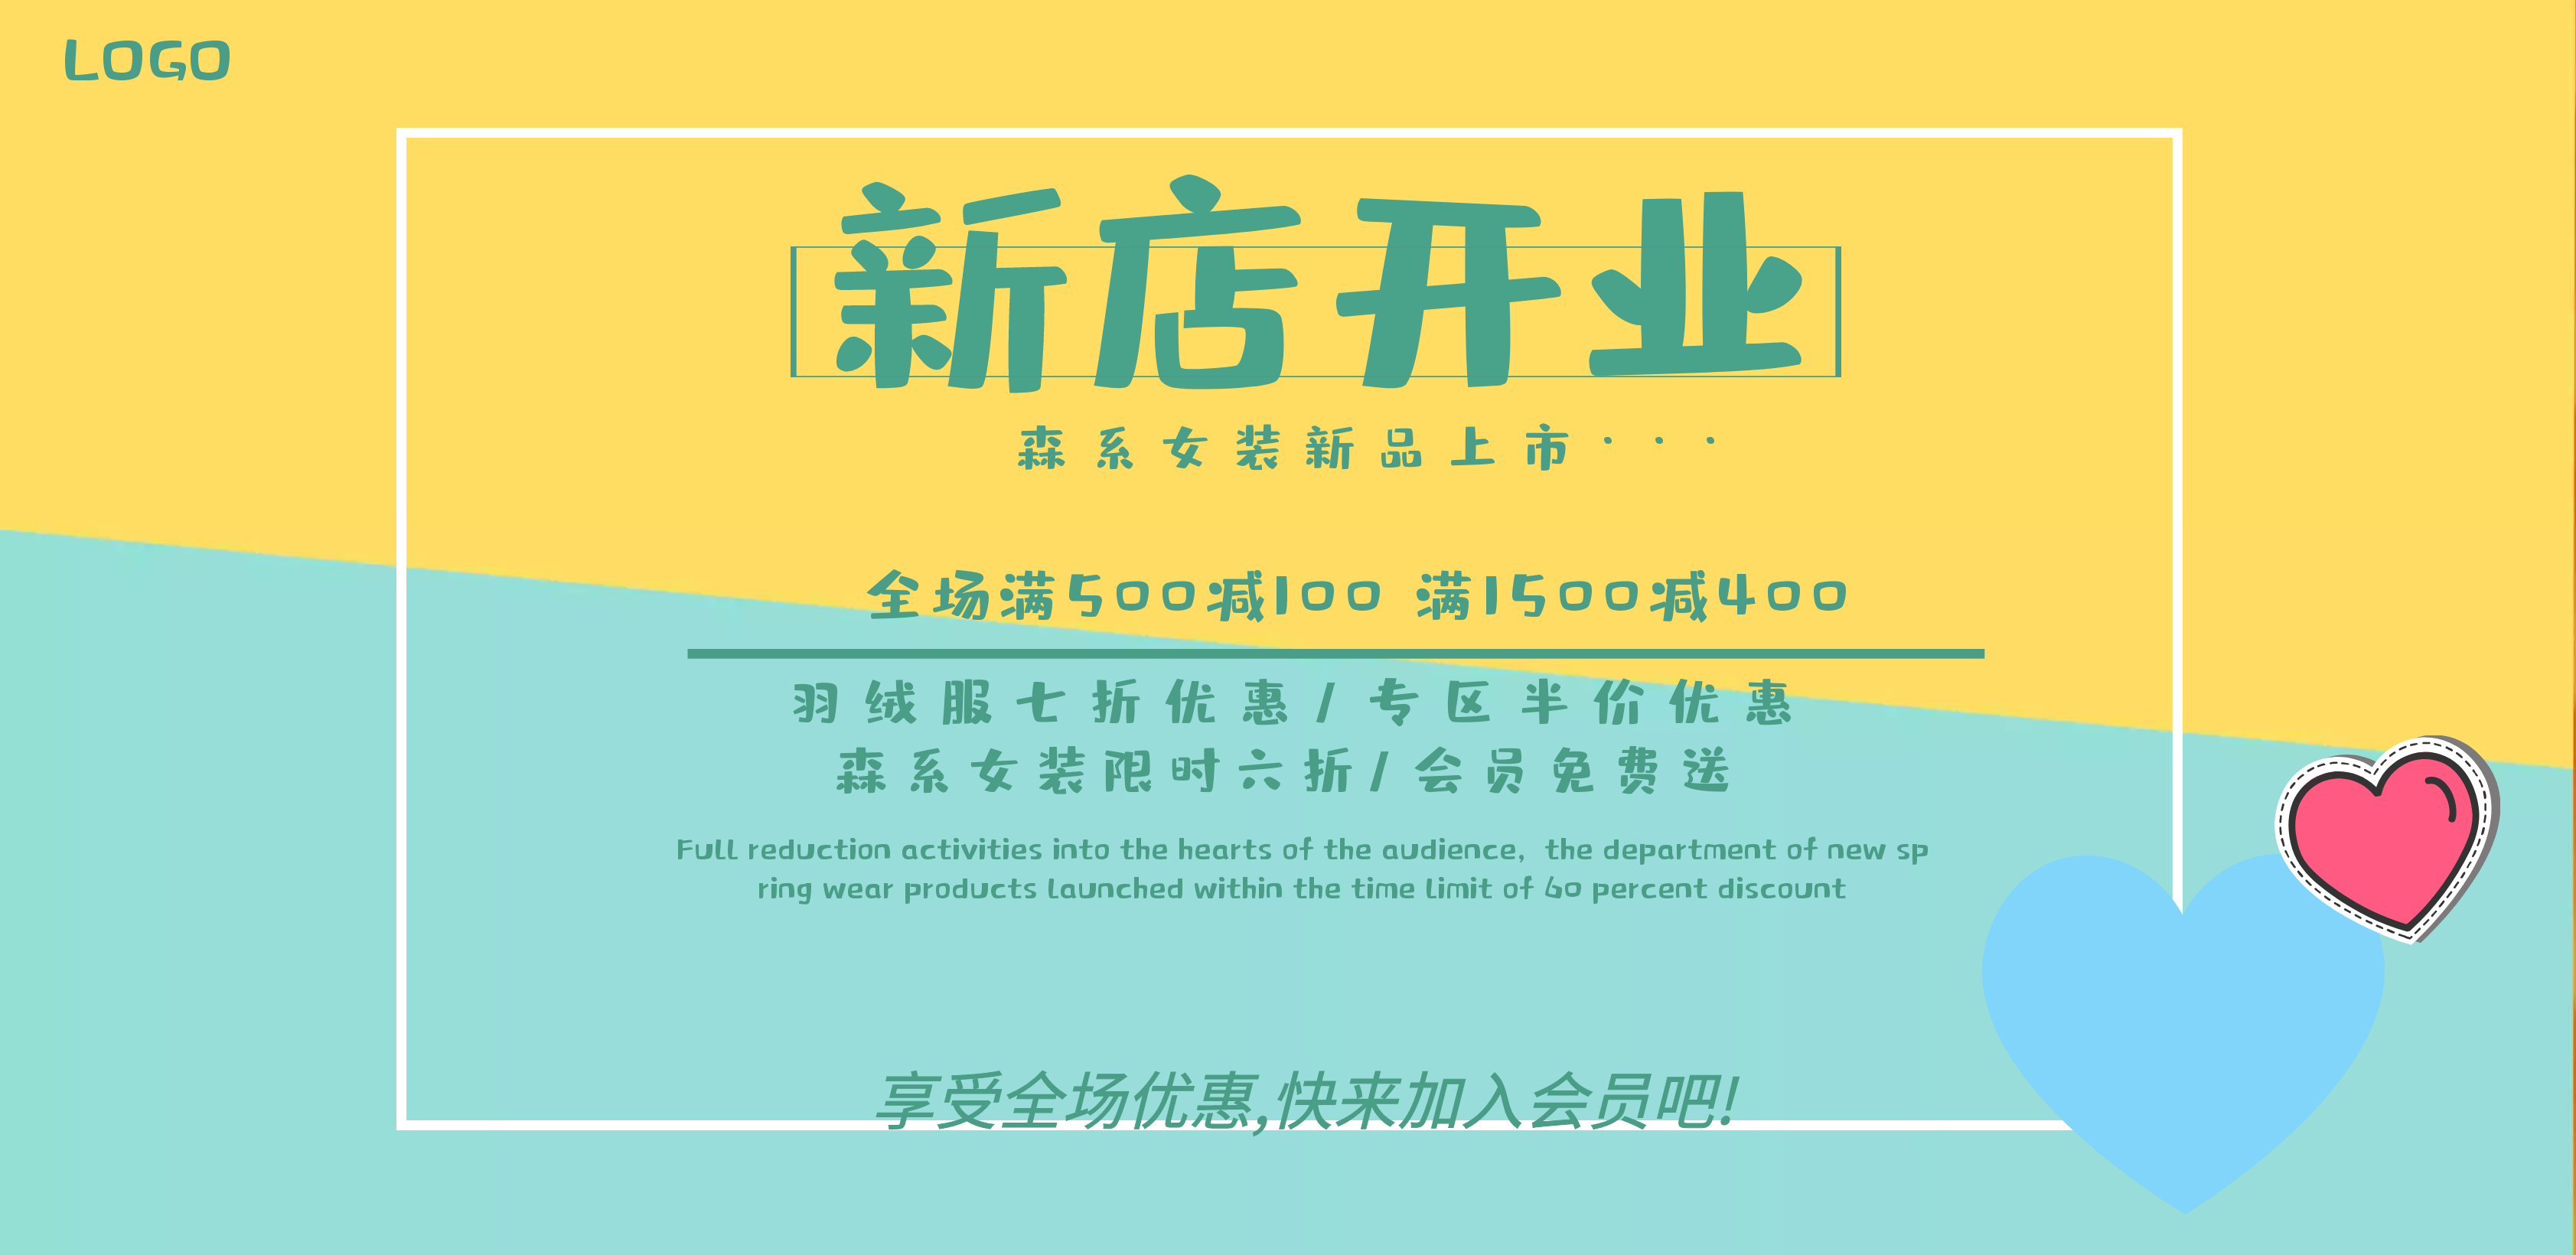 LOGO
新店开业
森系女装新品上市···
全场满500减100 满1500减400
羽绒服七折优惠/专区半价优惠
森系女装限时六折/会员免费送
Full reduction activities into the hearts of the audience, the department of new sp
ring wear products launched within the time limit of 60 percent discount
享受全场优惠,快来加入会员吧!